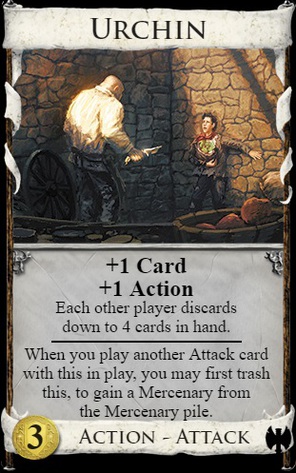 URCHIN
+1 Card
+1 Action
Each other player discards
down to 4 cards in hand.
When you play another Attack card
with this in play, you may first trash
this, to gain a Mercenary from
the Mercenary pile.
3 ACTION - ATTACK